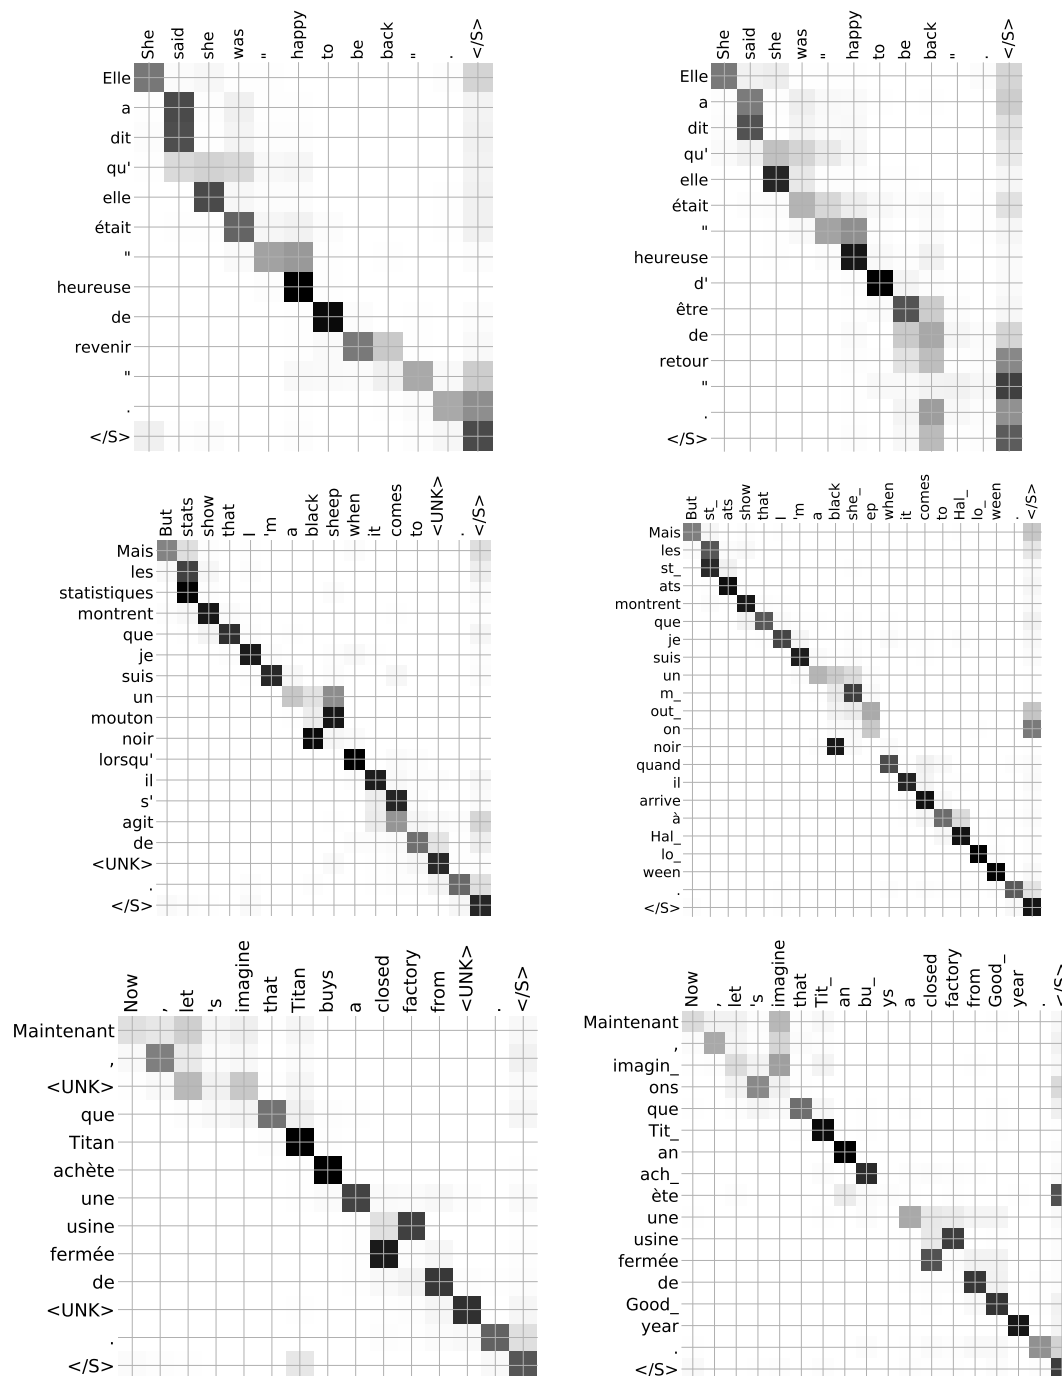 She said she was " happy to be back " . </S>
Elle
a
dit
qu'
elle
était
"
heureuse
de
revenir
"
.
</S>
She said she was " happy to be back " . </S>
Elle
a
dit
qu'
elle
était
"
heureuse
d'
être
de
retour
"
.
</S>
But stats show that I 'm a black sheep when it comes to <UNK> . </S>
Mais
les
statistiques
montrent
que
je
suis
un
mouton
noir
lorsqu'
il
s'
agit
de
<UNK>
.
</S>
But st_ ats show that I 'm a black she_ ep when it comes to Hal_ lo_ ween . </S>
Mais
les
st_
ats
montrent
que
je
suis
un
m_
out_
on
noir
quand
il
arrive
à
Hal_
lo_
ween
.
</S>
Now , let 's imagine that Titan buys a closed factory from <UNK> . </S>
Maintenant
,
<UNK>
que
Titan
achète
une
usine
fermée
de
<UNK>
.
</S>
Now , let 's imagine that Tit_ an bu_ ys a closed factory from Good_ year . </S>
Maintenant
,
imagin_
ons
que
Tit_
an
ach_
ète
une
usine
fermée
de
Good_
year
.
</S>